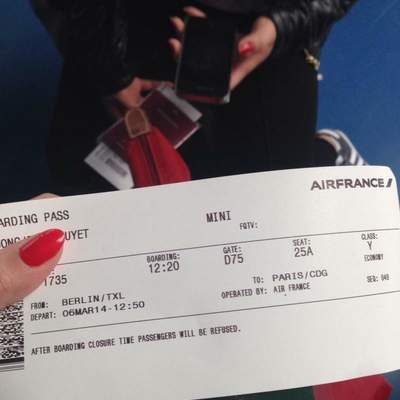 AIRFRANCE
ARDING PASS MINI
UYET FQTV:
BOARDING: GATE: SEAT: CLASS:
1735 12:20 D75 25A Y
ECONOMY
FROM: BERLIN/TXL TO: PARIS/CDG SEQ: 049
DEPART: 06MAR14-12:50 OPERATED BY: AIR FRANCE
AFTER BOARDING CLOSURE TIME PASSENGERS WILL BE REFUSED.